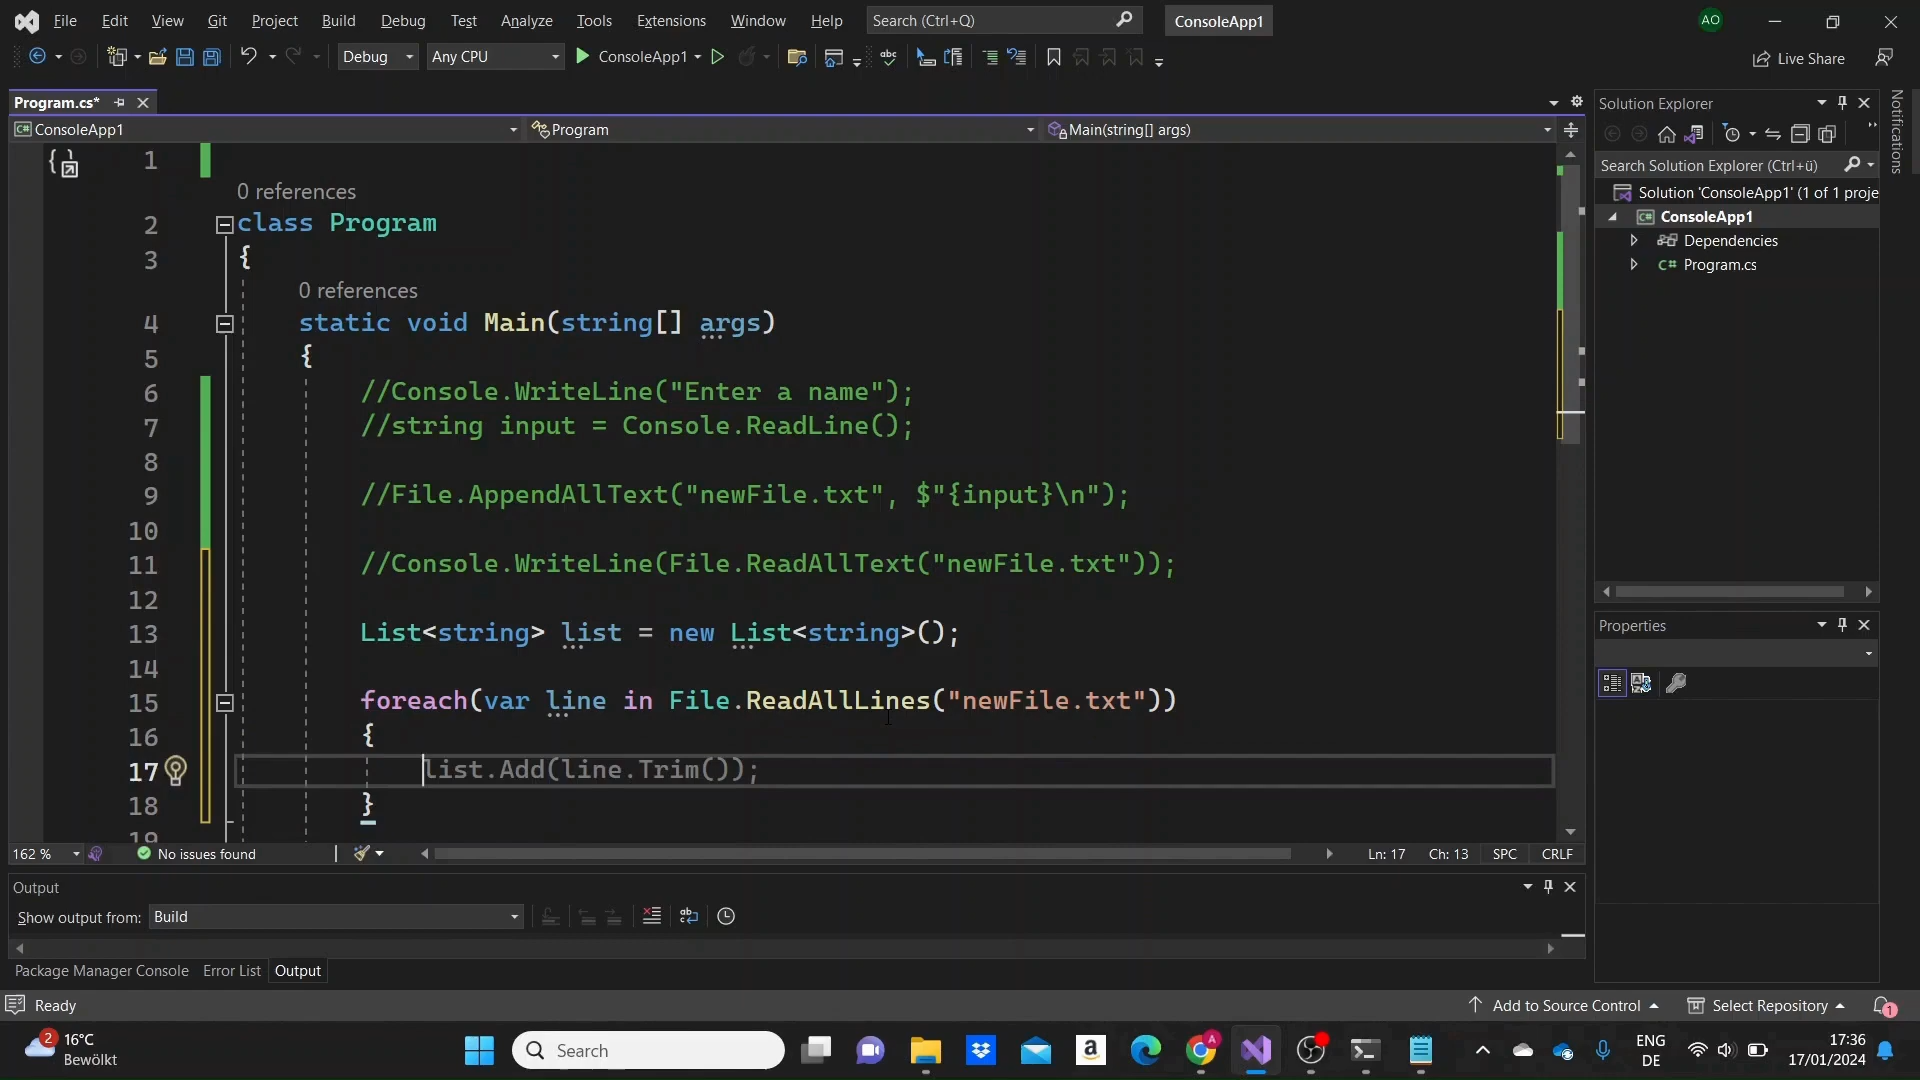 File Edit View Git Project Build Debug Test Analyze Tools Extensions Window Help Search (Ctrl+Q) ConsoleApp1 AO
Debug Any CPU ConsoleApp1 abc Live Share
Program.cs*
ConsoleApp1 Program Main(string[] args)
1
0 references
2 class Program
3 {
0 references
4 static void Main(string[] args)
5 {
6 //Console.WriteLine("Enter a name");
7 //string input = Console.ReadLine();
8
9 //File.AppendAllText("newFile.txt", $"{input}\n");
10
11 //Console.WriteLine(File.ReadAllText("newFile.txt"));
12
13 List<string> list = new List<string>();
14
15 foreach(var line in File.ReadAllLines("newFile.txt"))
16 {
17 list.Add(line.Trim());
18 }
19
162 % No issues found Ln: 17 Ch: 13 SPC CRLF
Output
Show output from: Build
Package Manager Console Error List Output
Solution Explorer
Search Solution Explorer (Ctrl+ü)
Solution 'ConsoleApp1' (1 of 1 proje
C# ConsoleApp1
Dependencies
C# Program.cs
Properties
Notifications
Ready Add to Source Control Select Repository 1
2 16°C
Bewölkt
Search
a
A
ENG
DE
17:36
17/01/2024